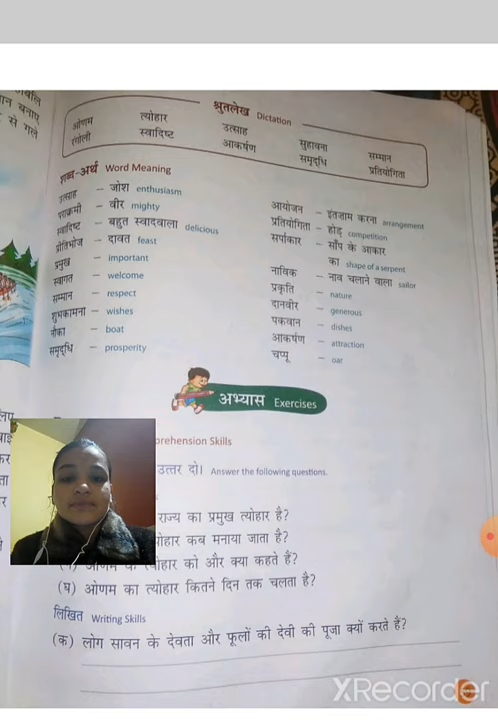 श्रुतलेख Dictation
ओणम त्योहार उत्साह सुहावना सम्मान
रंगोली स्वादिष्ट आकर्षण समृद्धि प्रतियोगिता
शब्द-अर्थ Word Meaning
उत्साह – जोश enthusiasm
पराक्रमी – वीर mighty
स्वादिष्ट – बहुत स्वादवाला delicious
प्रीतिभोज – दावत feast
प्रमुख – important
स्वागत – welcome
सम्मान – respect
शुभकामना – wishes
नौका – boat
समृद्धि – prosperity
आयोजन – इंतज़ाम करना arrangement
प्रतियोगिता – होड़ competition
सर्पाकार – साँप के आकार
का shape of a serpent
नाविक – नाव चलाने वाला sailor
प्रकृति – nature
दानवीर – generous
पकवान – dishes
आकर्षण – attraction
चप्पू – oar
अभ्यास Exercises
prehension Skills
उत्तर दो। Answer the following questions.
राज्य का प्रमुख त्योहार है?
योहार कब मनाया जाता है?
ओणम के त्योहार को और क्या कहते हैं?
(घ) ओणम का त्योहार कितने दिन तक चलता है?
लिखित Writing Skills
(क) लोग सावन के देवता और फूलों की देवी की पूजा क्यों करते हैं?
XRecorder